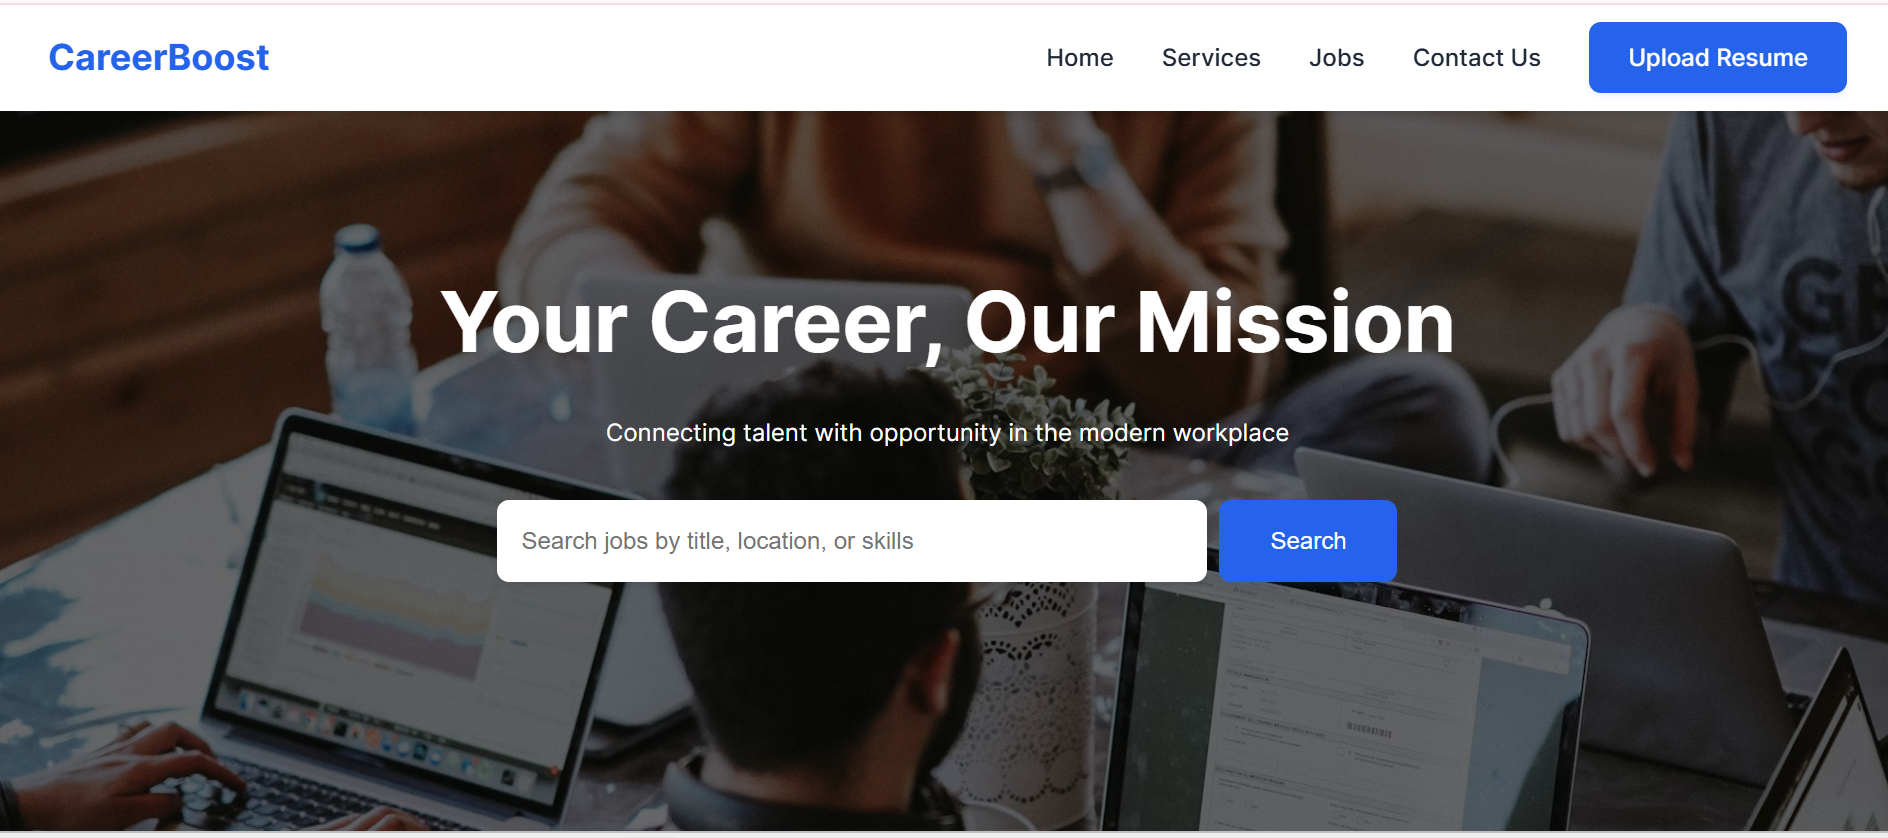 CareerBoost
Home Services Jobs Contact Us Upload Resume
Your Career, Our Mission
Connecting talent with opportunity in the modern workplace
Search jobs by title, location, or skills Search